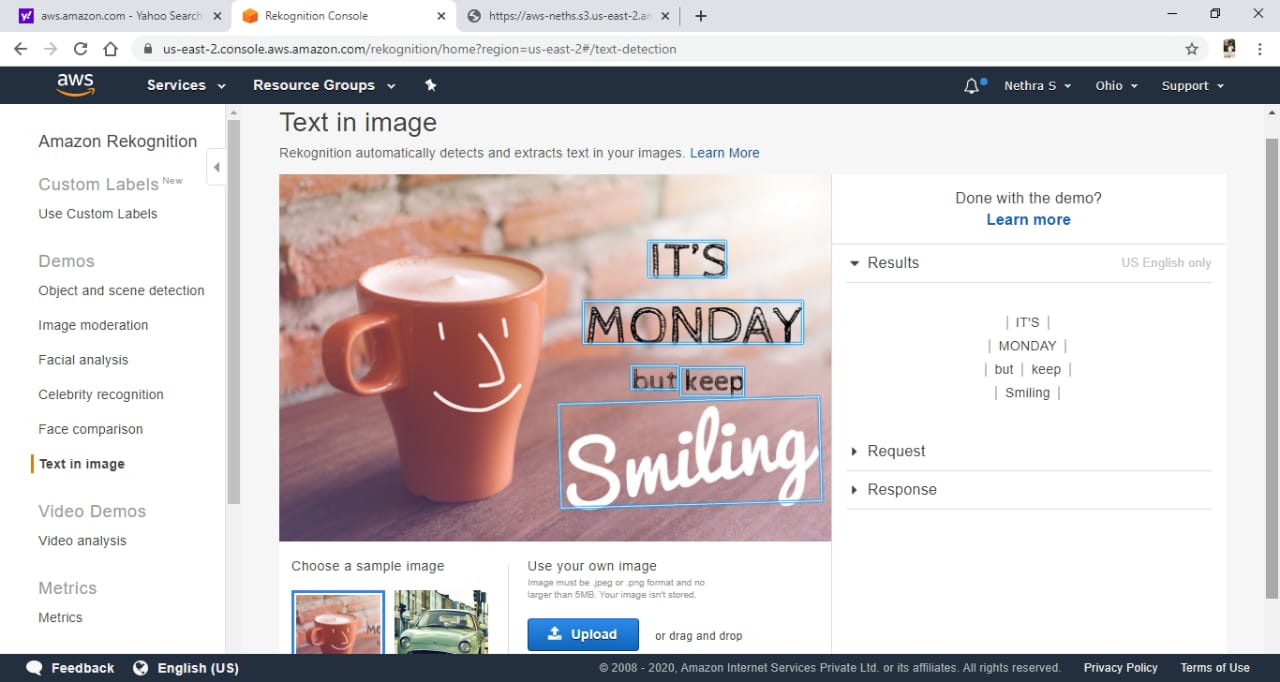 aws.amazon.com - Yahoo Search
Rekognition Console
https://aws-neths.s3.us-east-2.am
us-east-2.console.aws.amazon.com/rekognition/home?region=us-east-2#/text-detection
aws Services Resource Groups Nethra S Ohio Support
Amazon Rekognition
Custom Labels New
Use Custom Labels
Demos
Object and scene detection
Image moderation
Facial analysis
Celebrity recognition
Face comparison
Text in image
Video Demos
Video analysis
Metrics
Metrics
Text in image
Rekognition automatically detects and extracts text in your images. Learn More
IT'S
MONDAY
but keep
Smiling
Choose a sample image
Use your own image
Image must be .jpeg or .png format and no
larger than 5MB. Your image isn't stored.
Upload or drag and drop
Done with the demo?
Learn more
Results US English only
| IT'S |
| MONDAY |
| but | keep |
| Smiling |
Request
Response
Feedback English (US) © 2008 - 2020, Amazon Internet Services Private Ltd. or its affiliates. All rights reserved. Privacy Policy Terms of Use